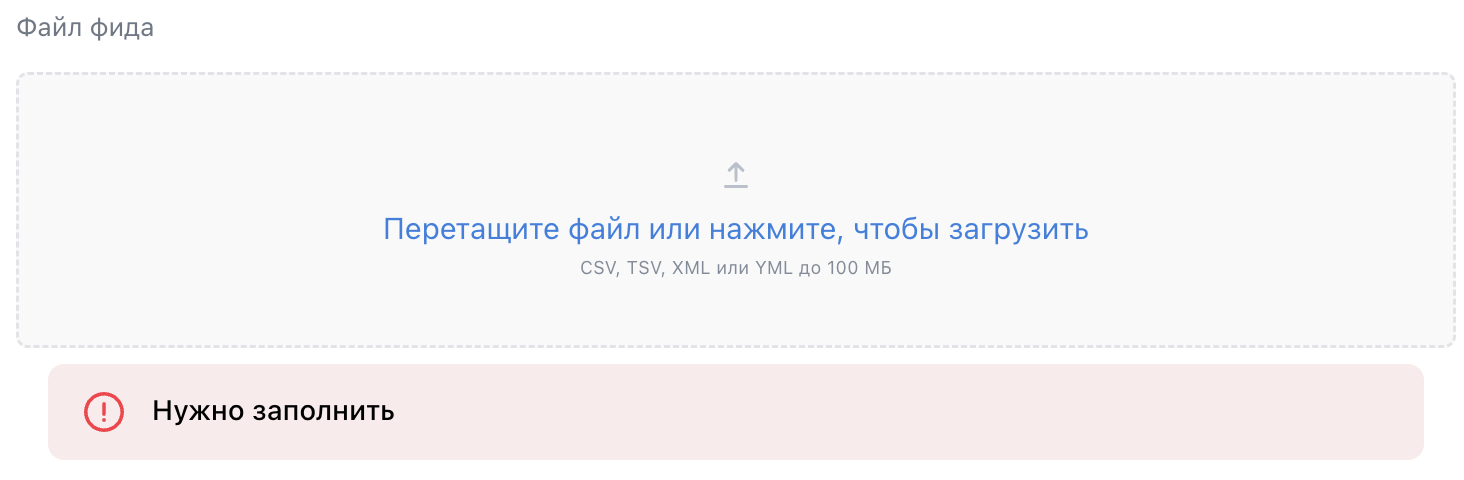 Файл фида
Перетащите файл или нажмите, чтобы загрузить
CSV, TSV, XML или YML до 100 МБ
Нужно заполнить